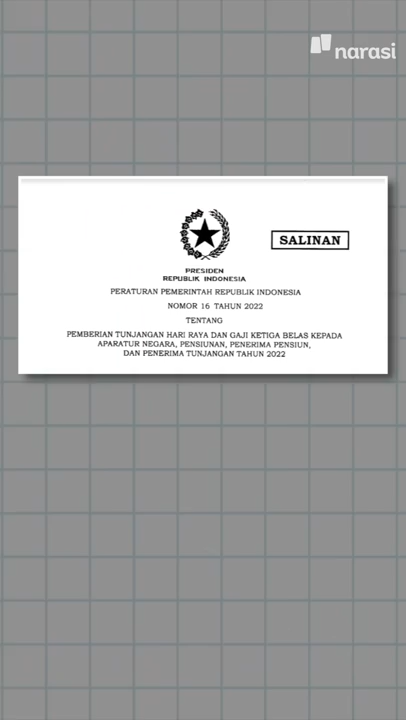 narasi
SALINAN
PRESIDEN
REPUBLIK INDONESIA
PERATURAN PEMERINTAH REPUBLIK INDONESIA
NOMOR 16 TAHUN 2022
TENTANG
PEMBERIAN TUNJANGAN HARI RAYA DAN GAJI KETIGA BELAS KEPADA
APARATUR NEGARA, PENSIUNAN, PENERIMA PENSIUN,
DAN PENERIMA TUNJANGAN TAHUN 2022